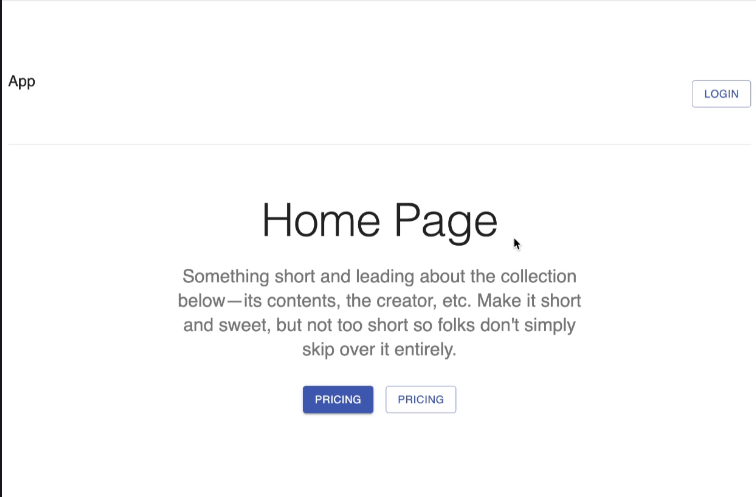 App
LOGIN
Home Page
Something short and leading about the collection
below—its contents, the creator, etc. Make it short
and sweet, but not too short so folks don't simply
skip over it entirely.
PRICING
PRICING